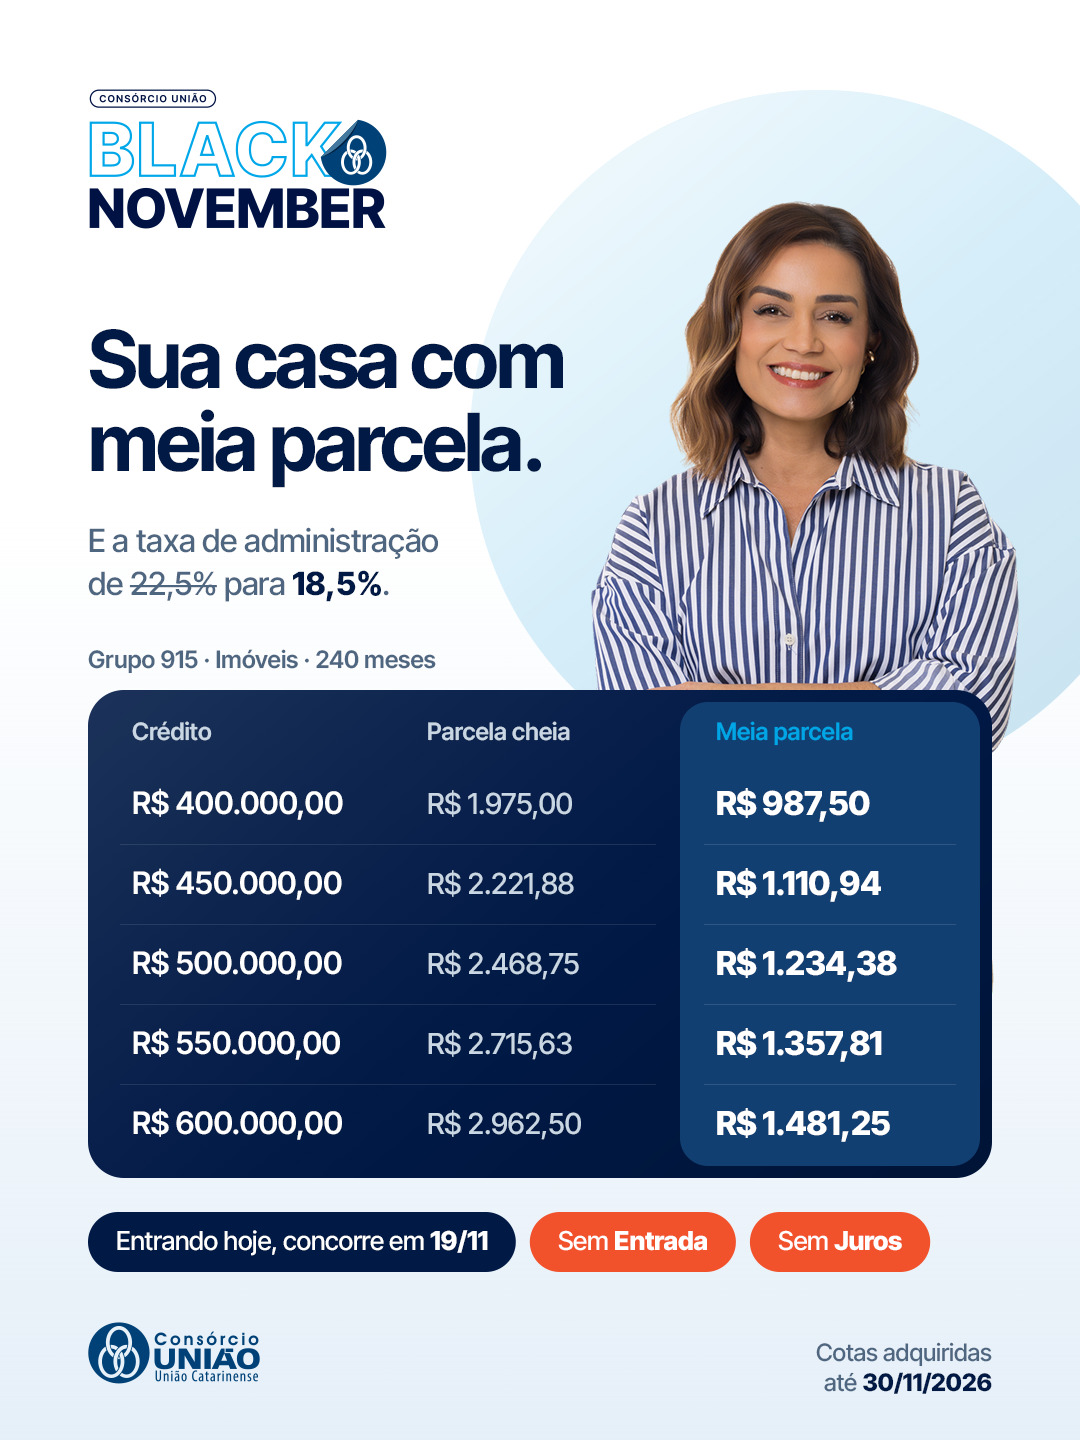 CONSÓRCIO UNIÃO
BLACK
NOVEMBER
Sua casa com
meia parcela.
E a taxa de administração
de 22,5% para 18,5%.
Grupo 915 · Imóveis · 240 meses
Crédito Parcela cheia Meia parcela
R$ 400.000,00 R$ 1.975,00 R$ 987,50
R$ 450.000,00 R$ 2.221,88 R$ 1.110,94
R$ 500.000,00 R$ 2.468,75 R$ 1.234,38
R$ 550.000,00 R$ 2.715,63 R$ 1.357,81
R$ 600.000,00 R$ 2.962,50 R$ 1.481,25
Entrando hoje, concorre em 19/11 Sem Entrada Sem Juros
Consórcio
UNIÃO
União Catarinense
Cotas adquiridas
até 30/11/2026